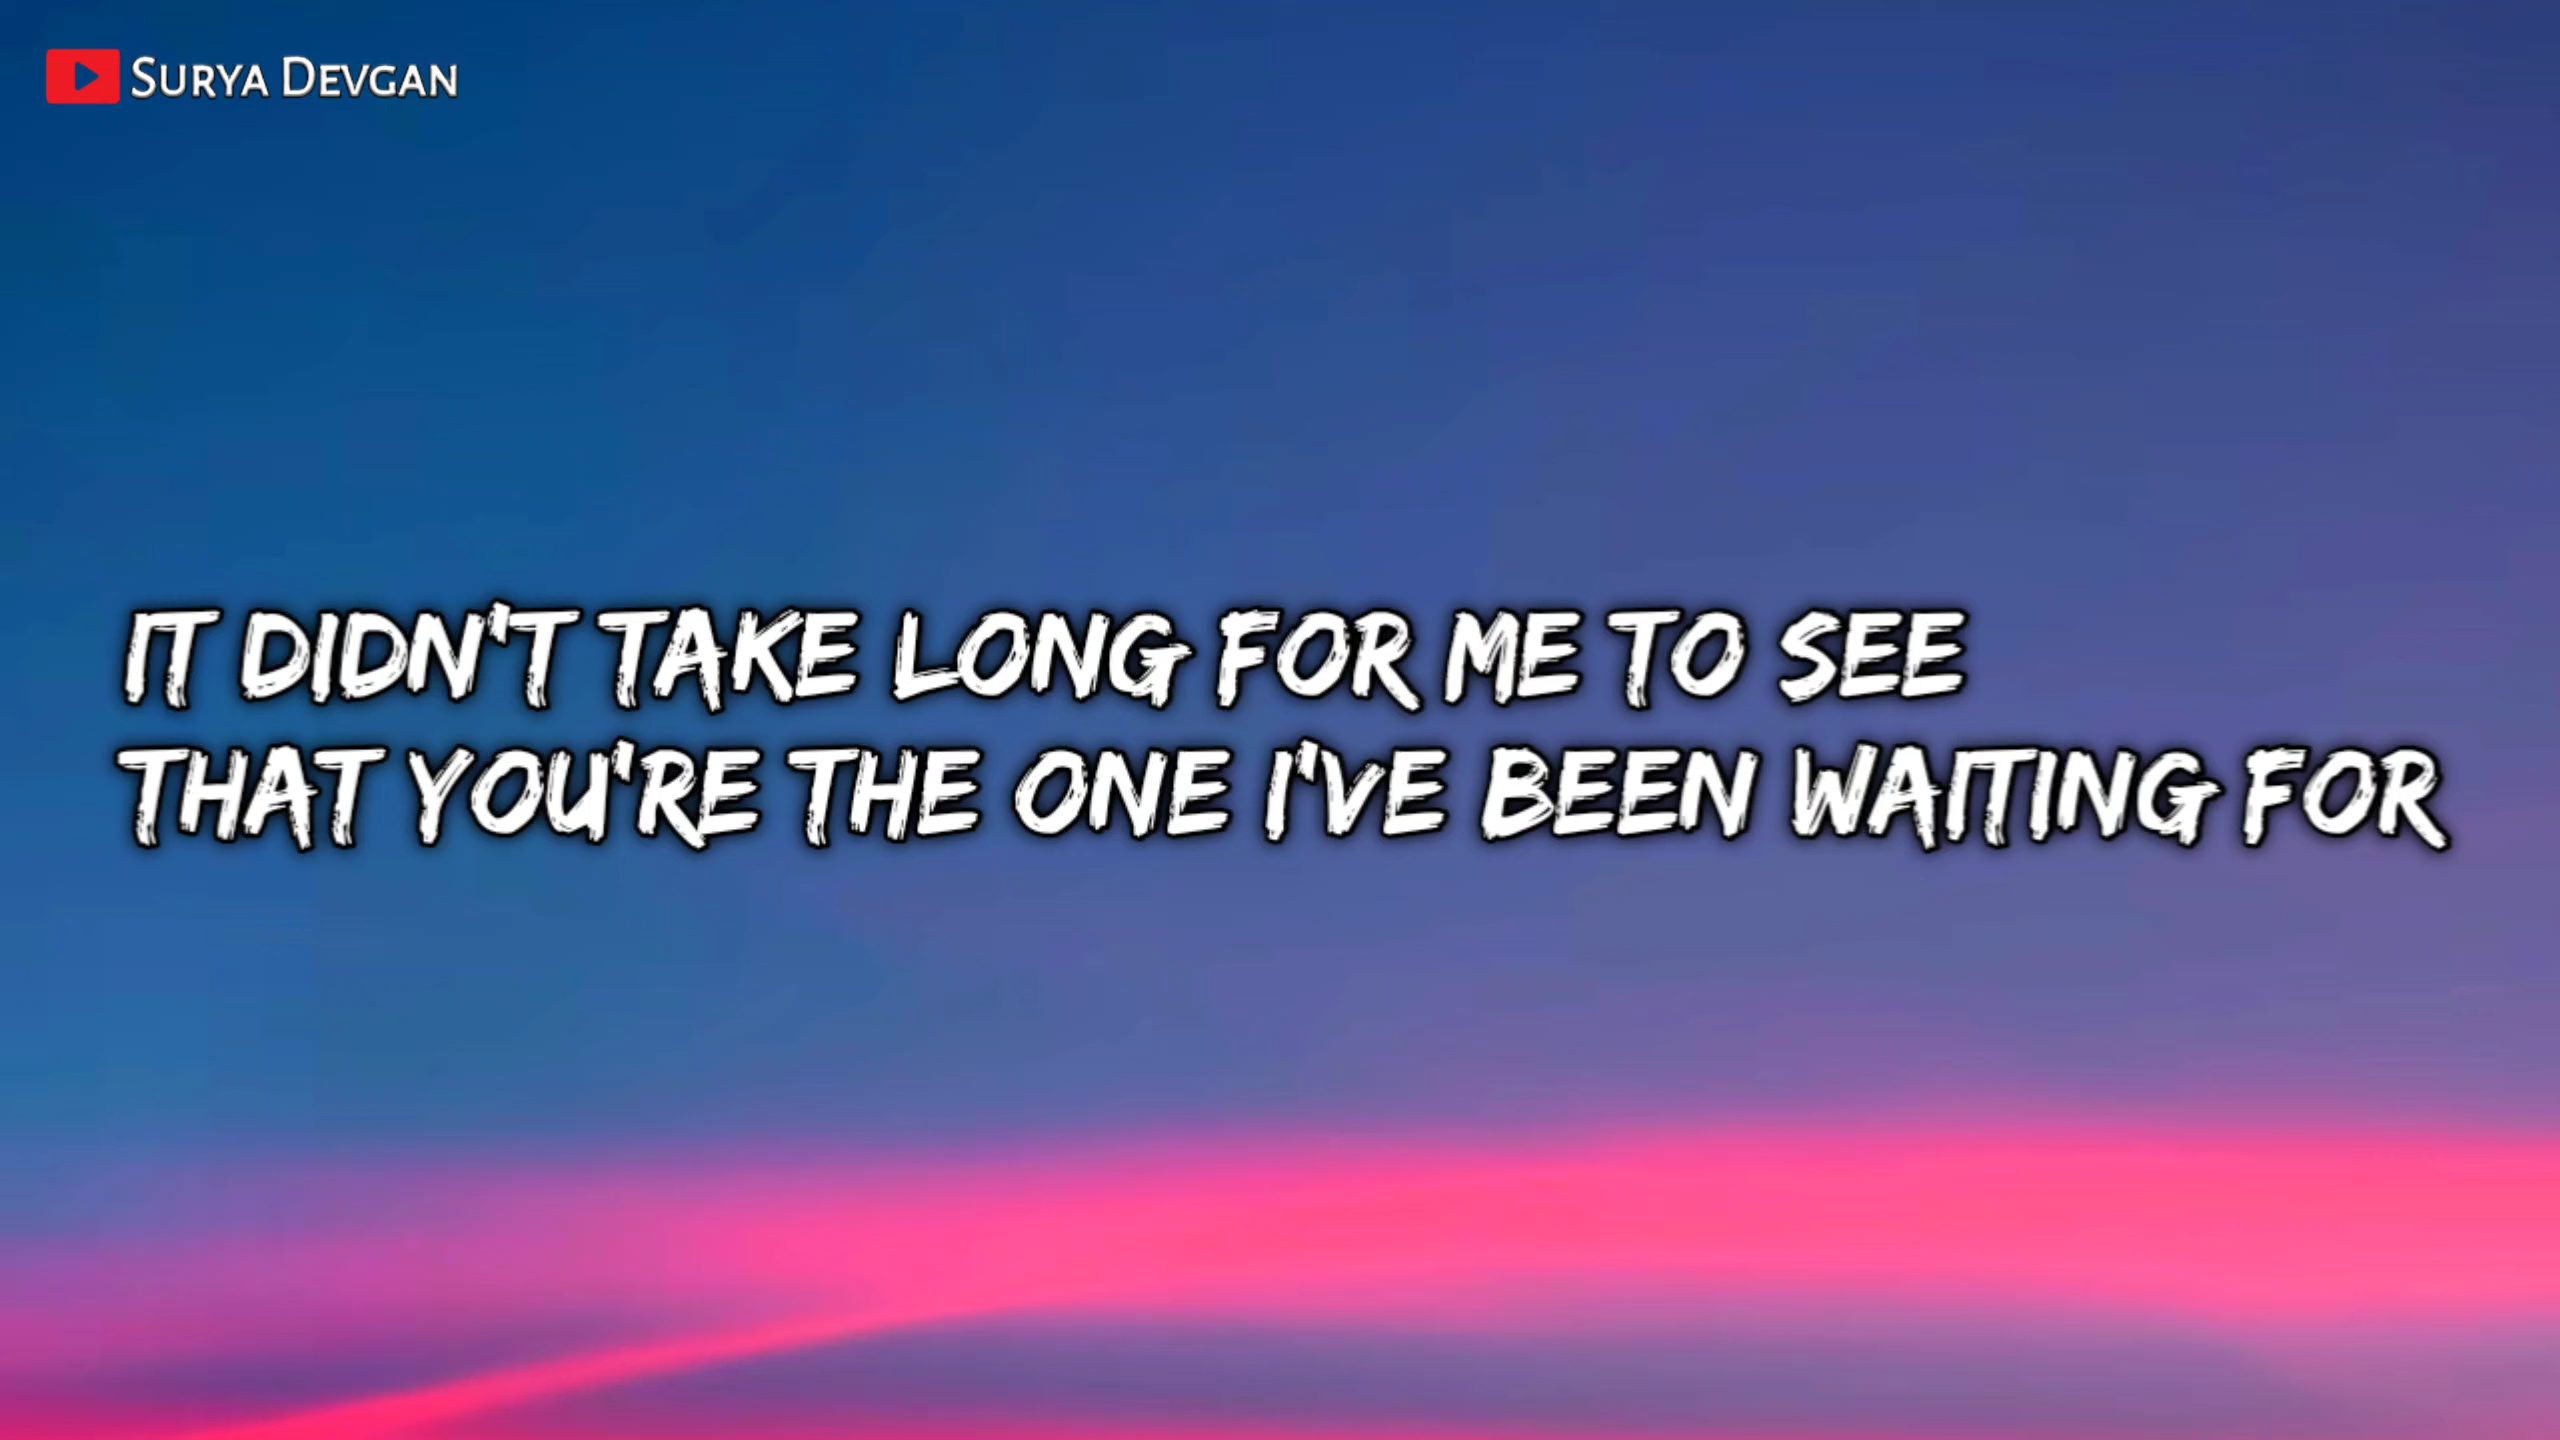 SURYA DEVGAN
IT DIDN'T TAKE LONG FOR ME TO SEE
THAT YOU'RE THE ONE I'VE BEEN WAITING FOR